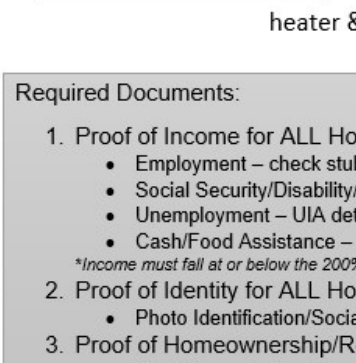 heater &
Required Documents:
1. Proof of Income for ALL Ho
• Employment – check stu
• Social Security/Disability/
• Unemployment – UIA det
• Cash/Food Assistance –
*Income must fall at or below the 200%
2. Proof of Identity for ALL Ho
• Photo Identification/Socia
3. Proof of Homeownership/R